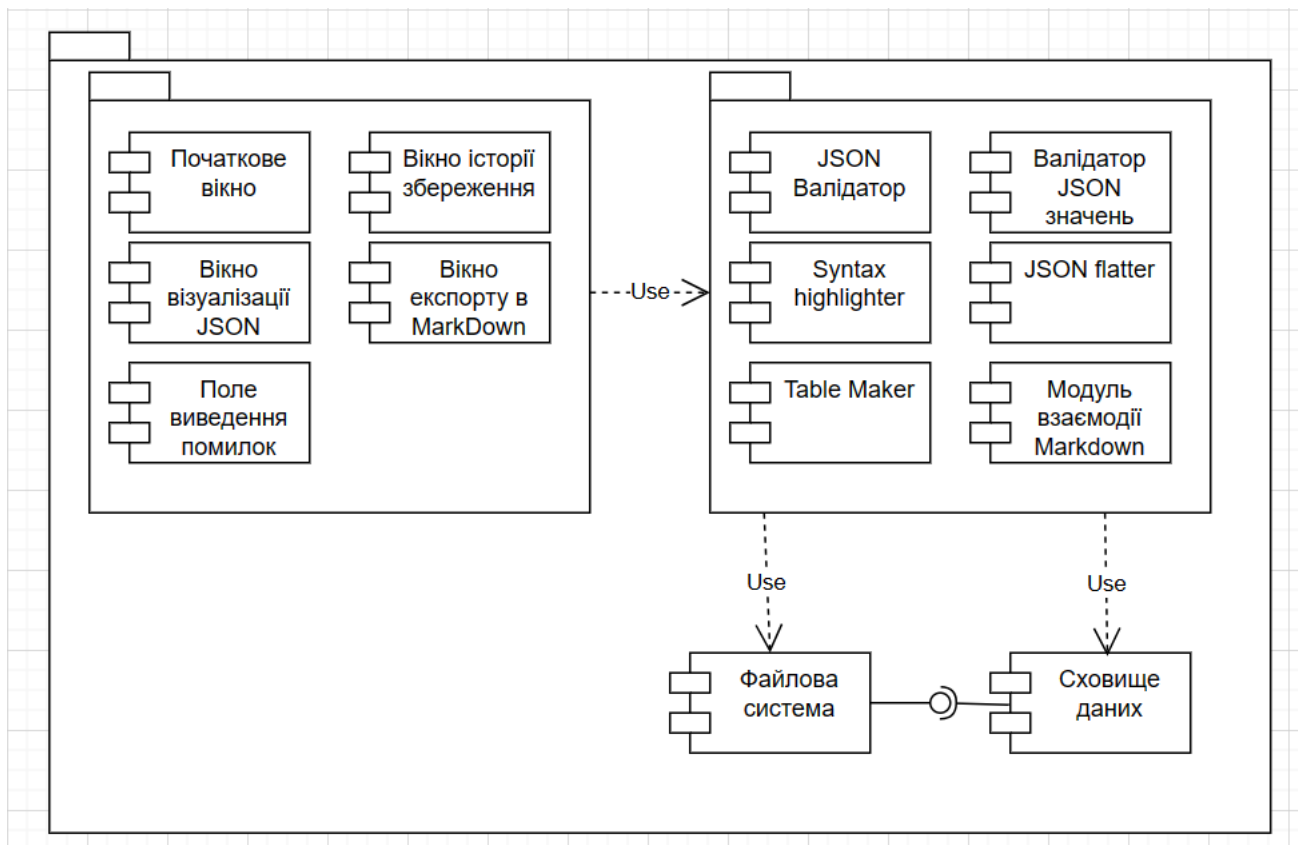 Початкове
вікно
Вікно історії
збереження
Вікно
візуалізації
JSON
Вікно
експорту в
MarkDown
Поле
виведення
помилок
Use
JSON
Валідатор
Валідатор
JSON
значень
Syntax
highlighter
JSON flatter
Table Maker
Модуль
взаємодії
Markdown
Use
Use
Файлова
система
Сховище
даних